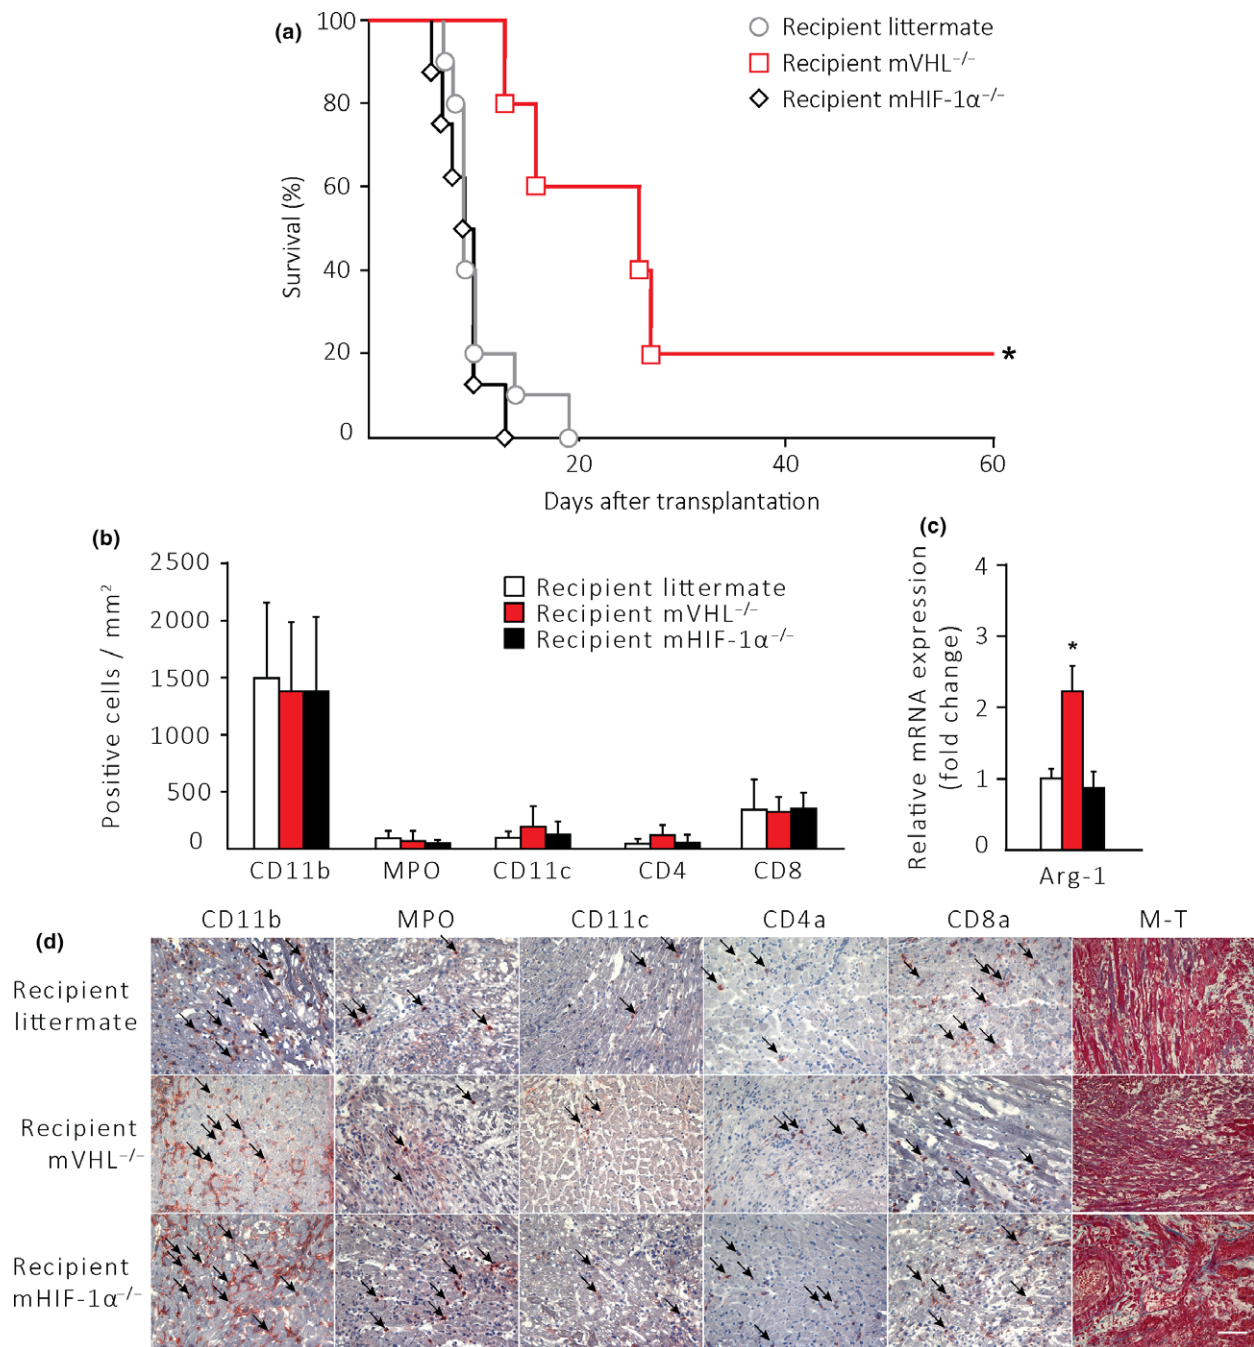 (a)
Survival (%)
100
80
60
40
20
0
20
40
60
Days after transplantation
Recipient littermate
Recipient mVHL⁻/⁻
Recipient mHIF-1α⁻/⁻
*
(b)
Positive cells / mm²
2500
2000
1500
1000
500
0
Recipient littermate
Recipient mVHL⁻/⁻
Recipient mHIF-1α⁻/⁻
CD11b MPO CD11c CD4 CD8
(c)
Relative mRNA expression
(fold change)
4
3
2
1
0
*
Arg-1
(d)
CD11b MPO CD11c CD4a CD8a M-T
Recipient
littermate
Recipient
mVHL⁻/⁻
Recipient
mHIF-1α⁻/⁻